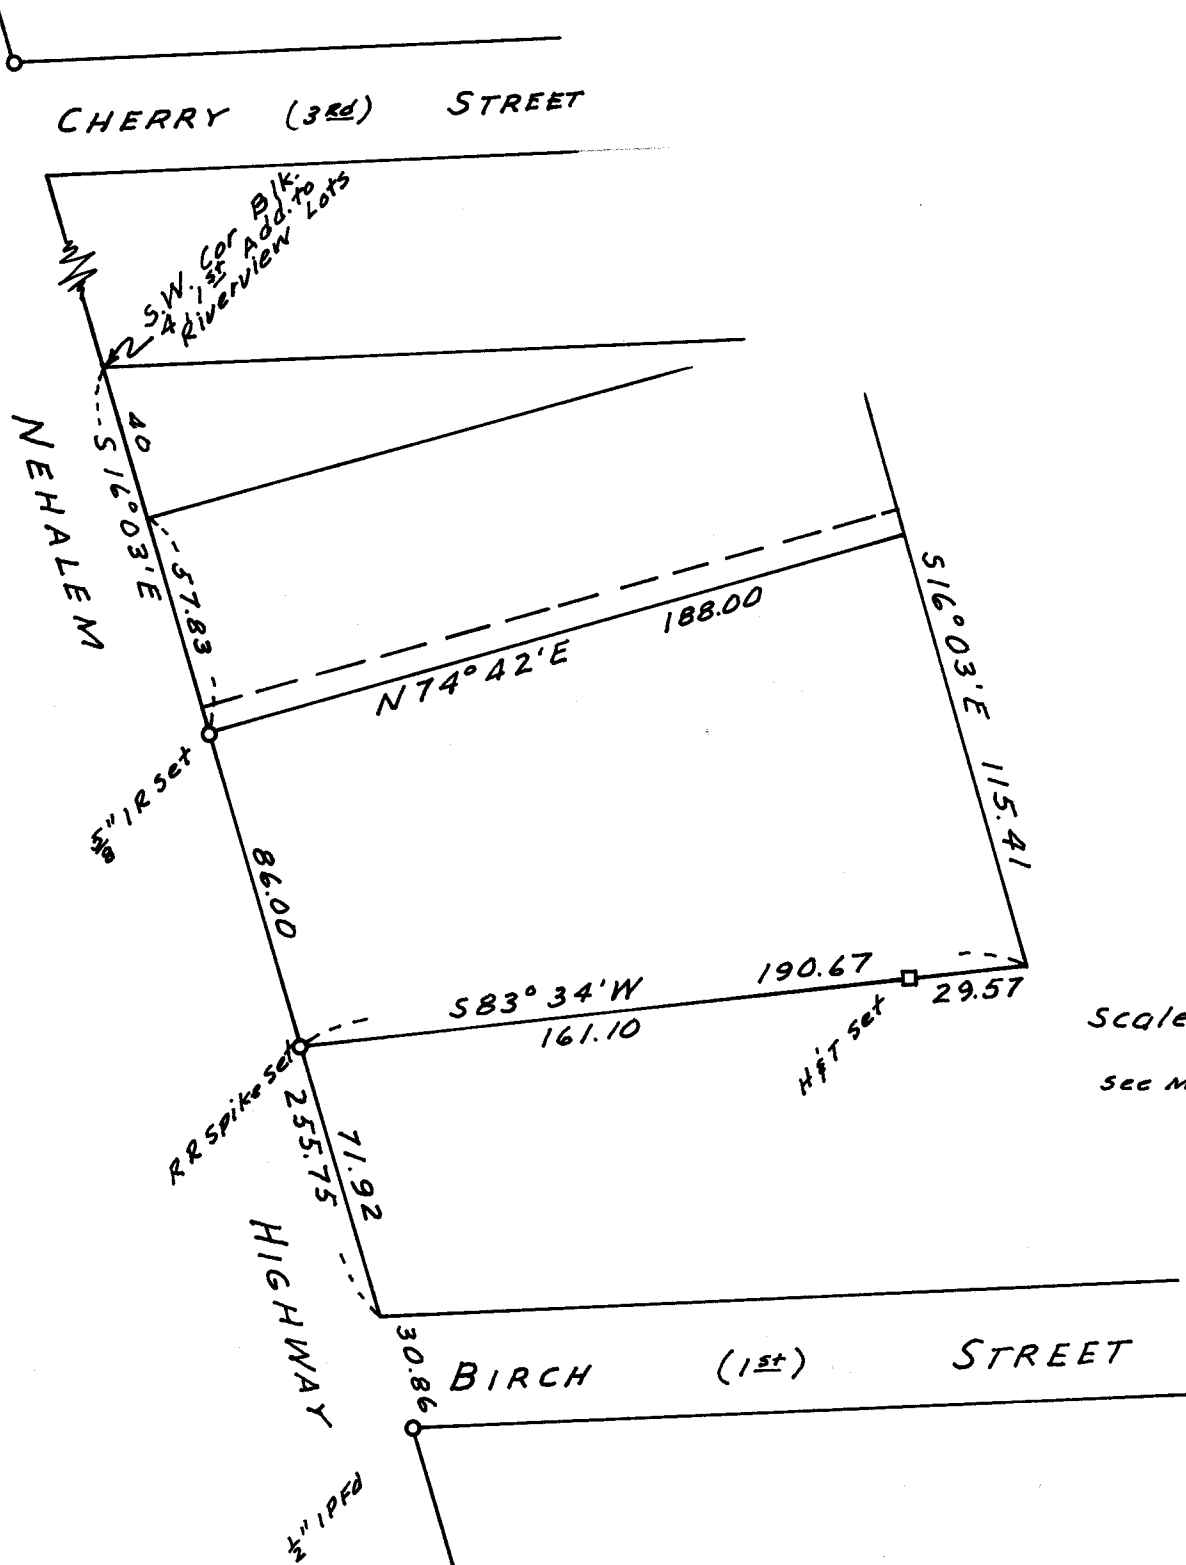 CHERRY (3Rd) STREET
S.W. Cor Blk.
A, 1st Add. to
Riverview Lots
NEHALEM
40
S 16° 03' E
57.83
188.00
N 74° 42' E
S 16° 03' E 115.41
5/8" IR Set
86.00
S 83° 34' W
190.67
161.10
29.57
H&T Set
Scale
See M
RR Spike Set
255.75
71.92
HIGHWAY
30.86
BIRCH (1st) STREET
1/2" IP Fd